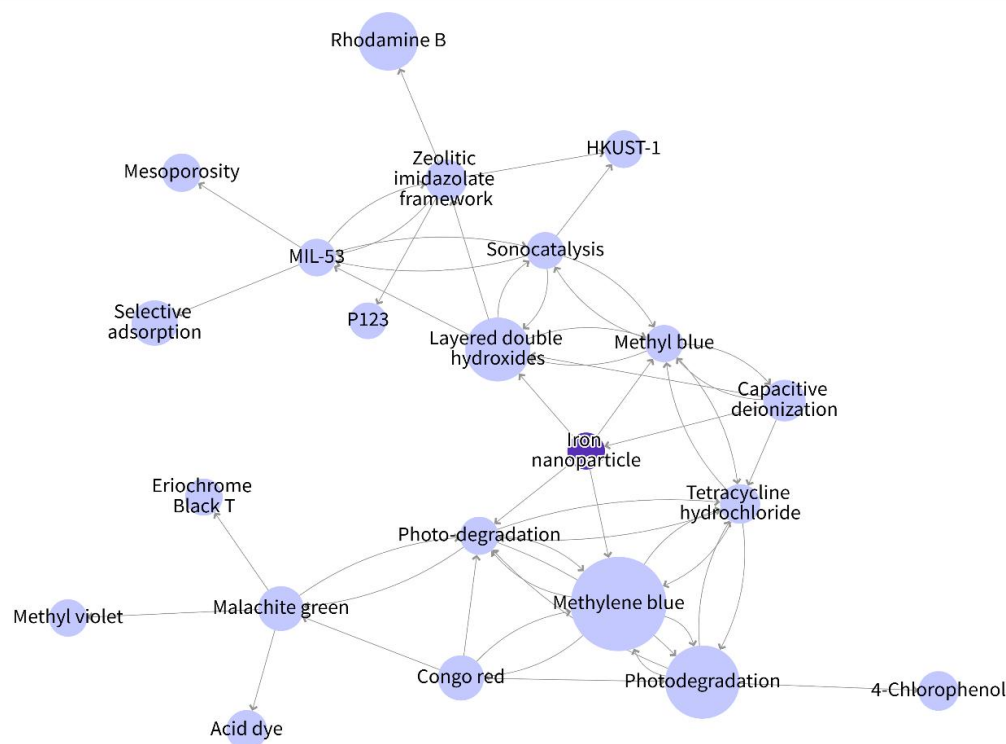 Rhodamine B
HKUST-1
Zeolitic
imidazolate
framework
Mesoporosity
Sonocatalysis
MIL-53
Selective
adsorption
P123
Layered double
hydroxides
Methyl blue
Capacitive
deionization
Iron
nanoparticle
Eriochrome
Black T
Tetracycline
hydrochloride
Photo-degradation
Methylene blue
Malachite green
Methyl violet
Congo red
Photodegradation
4-Chlorophenol
Acid dye